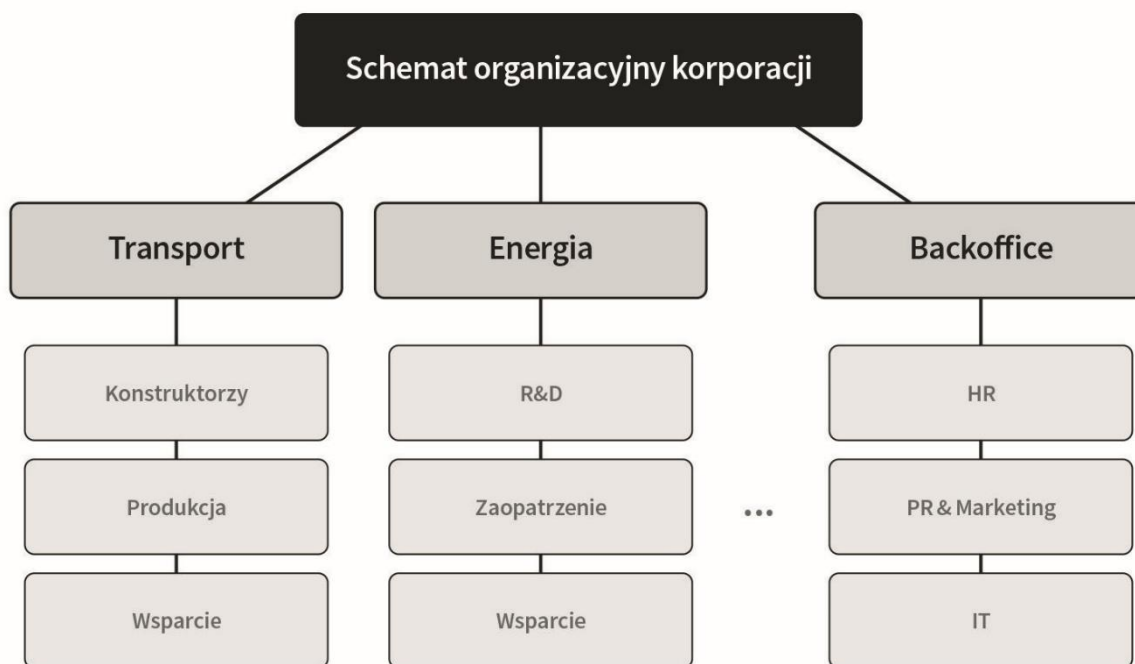 Schemat organizacyjny korporacji
Transport
Energia
Backoffice
Konstruktorzy
R&D
HR
Produkcja
Zaopatrzenie
...
PR & Marketing
Wsparcie
Wsparcie
IT